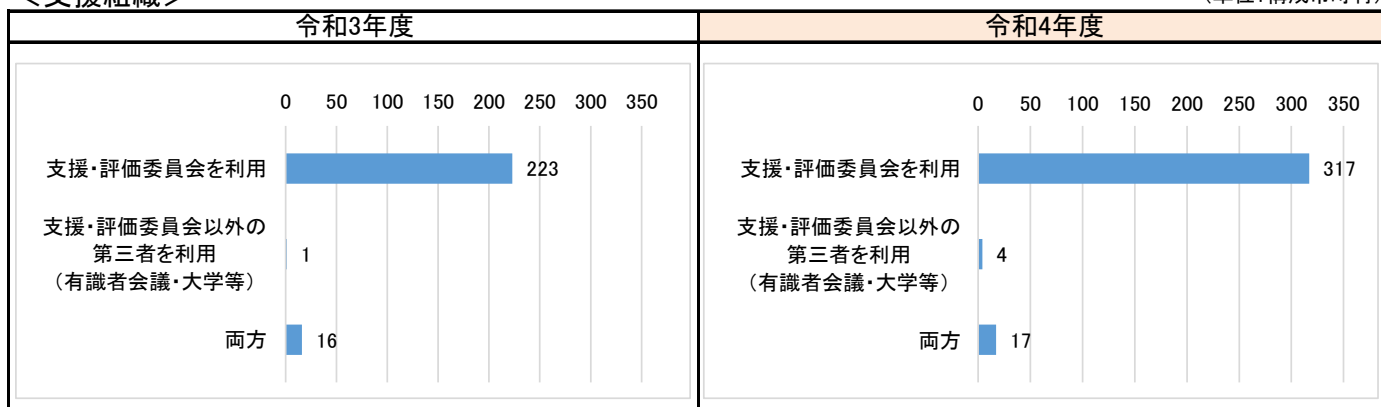 ＜支援組織＞
（単位：構成市町村）
令和3年度
令和4年度
0 50 100 150 200 250 300 350
支援・評価委員会を利用 223
支援・評価委員会以外の
第三者を利用 1
（有識者会議・大学等）
両方 16
0 50 100 150 200 250 300 350
支援・評価委員会を利用 317
支援・評価委員会以外の
第三者を利用 4
（有識者会議・大学等）
両方 17